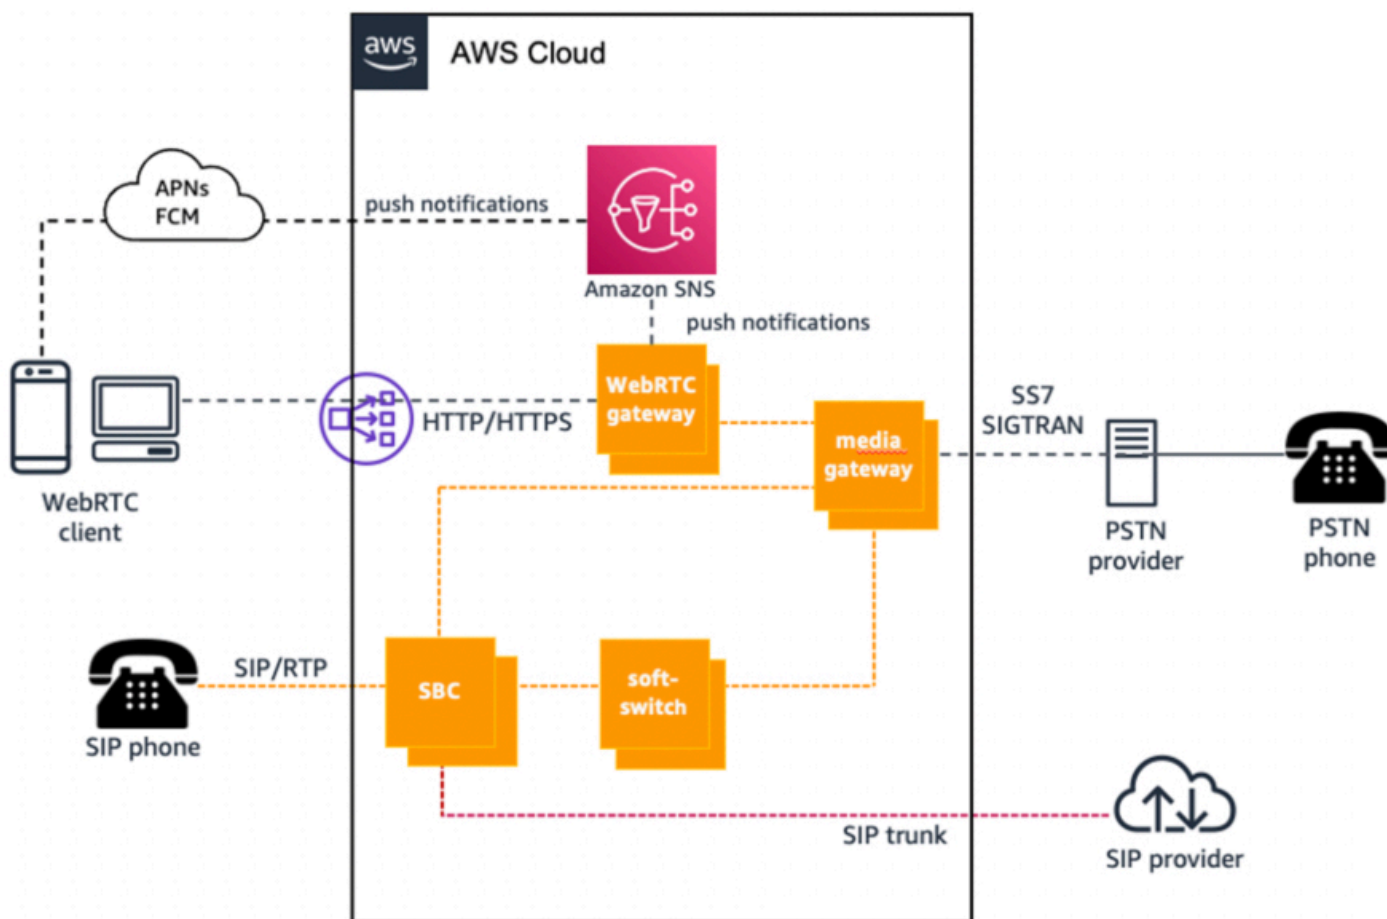 aws
AWS Cloud
APNs
FCM
push notifications
Amazon SNS
push notifications
WebRTC
gateway
HTTP/HTTPS
media
gateway
SS7
SIGTRAN
WebRTC
client
PSTN
provider
PSTN
phone
SIP/RTP
SBC
soft-
switch
SIP phone
SIP trunk
SIP provider